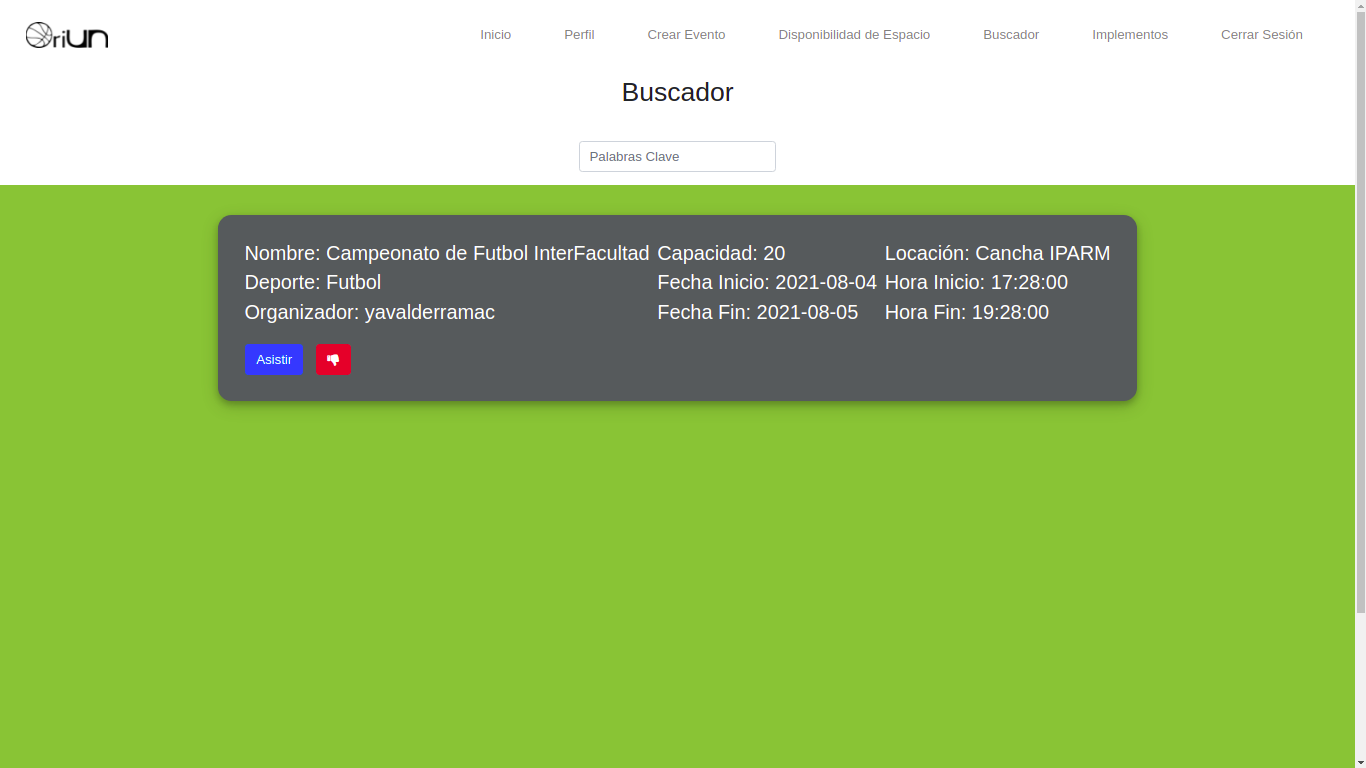 OriUN
Inicio Perfil Crear Evento Disponibilidad de Espacio Buscador Implementos Cerrar Sesión
Buscador
Palabras Clave
Nombre: Campeonato de Futbol InterFacultad Capacidad: 20 Locación: Cancha IPARM
Deporte: Futbol Fecha Inicio: 2021-08-04 Hora Inicio: 17:28:00
Organizador: yavalderramac Fecha Fin: 2021-08-05 Hora Fin: 19:28:00
Asistir